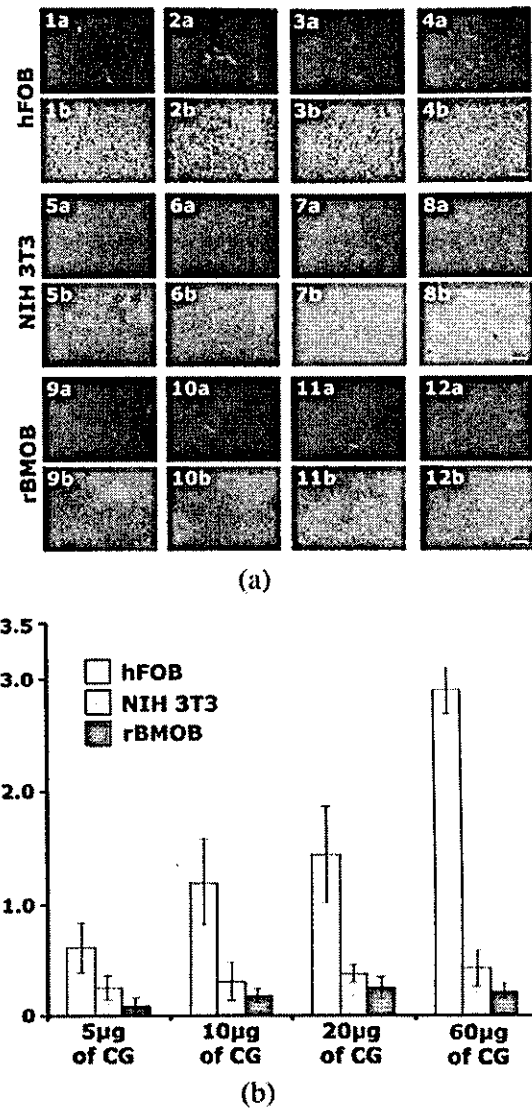 1a 2a 3a 4a
hFOB
1b 2b 3b 4b
5a 6a 7a 8a
NIH 3T3
5b 6b 7b 8b
9a 10a 11a 12a
rBMOB
9b 10b 11b 12b
(a)
3.5
3.0
2.0
1.0
0
hFOB
NIH 3T3
rBMOB
5µg 10µg 20µg 60µg
of CG of CG of CG of CG
(b)